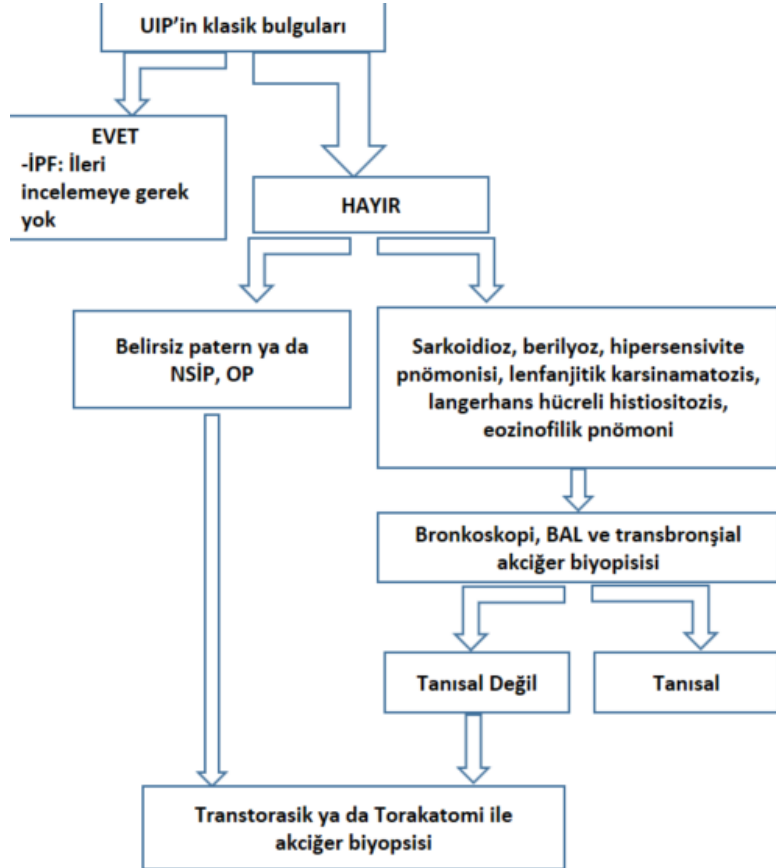 UIP'in klasik bulguları
EVET
-İPF: İleri
incelemeye gerek
yok
HAYIR
Belirsiz patern ya da
NSİP, OP
Sarkoidioz, berilyoz, hipersensivite
pnömonisi, lenfanjitik karsinamatozis,
langerhans hücreli histiositozis,
eozinofilik pnömoni
Bronkoskopi, BAL ve transbronşial
akciğer biyopisisi
Tanısal Değil
Tanısal
Transtorasik ya da Torakatomi ile
akciğer biyopsisi